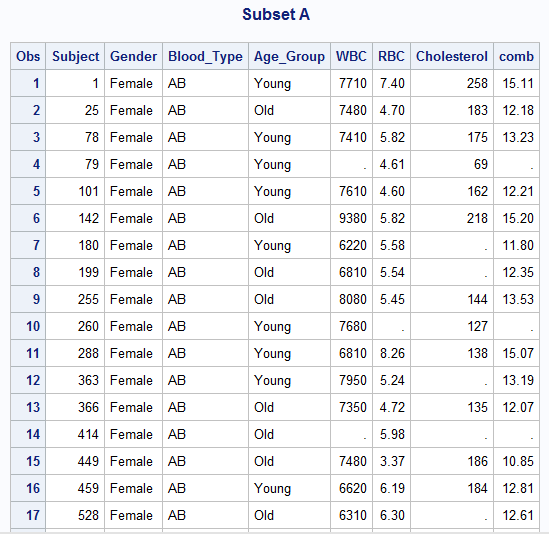 Subset A
Obs Subject Gender Blood_Type Age_Group WBC RBC Cholesterol comb
1 1 Female AB Young 7710 7.40 258 15.11
2 25 Female AB Old 7480 4.70 183 12.18
3 78 Female AB Young 7410 5.82 175 13.23
4 79 Female AB Young . 4.61 69 .
5 101 Female AB Young 7610 4.60 162 12.21
6 142 Female AB Old 9380 5.82 218 15.20
7 180 Female AB Young 6220 5.58 . 11.80
8 199 Female AB Old 6810 5.54 . 12.35
9 255 Female AB Old 8080 5.45 144 13.53
10 260 Female AB Young 7680 . 127 .
11 288 Female AB Young 6810 8.26 138 15.07
12 363 Female AB Young 7950 5.24 . 13.19
13 366 Female AB Old 7350 4.72 135 12.07
14 414 Female AB Old . 5.98 . .
15 449 Female AB Old 7480 3.37 186 10.85
16 459 Female AB Young 6620 6.19 184 12.81
17 528 Female AB Old 6310 6.30 . 12.61